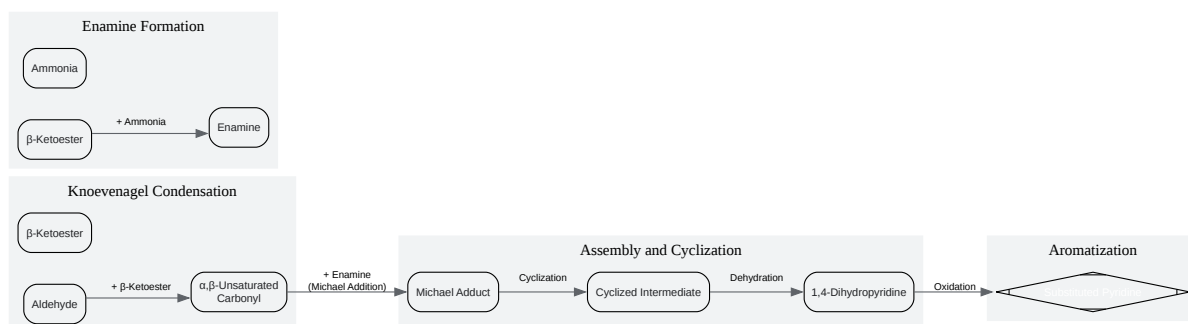 Enamine Formation
Ammonia
β-Ketoester
+ Ammonia
Enamine
Knoevenagel Condensation
β-Ketoester
Aldehyde
+ β-Ketoester
α,β-Unsaturated
Carbonyl
+ Enamine
(Michael Addition)
Assembly and Cyclization
Michael Adduct
Cyclization
Cyclized Intermediate
Dehydration
1,4-Dihydropyridine
Oxidation
Aromatization